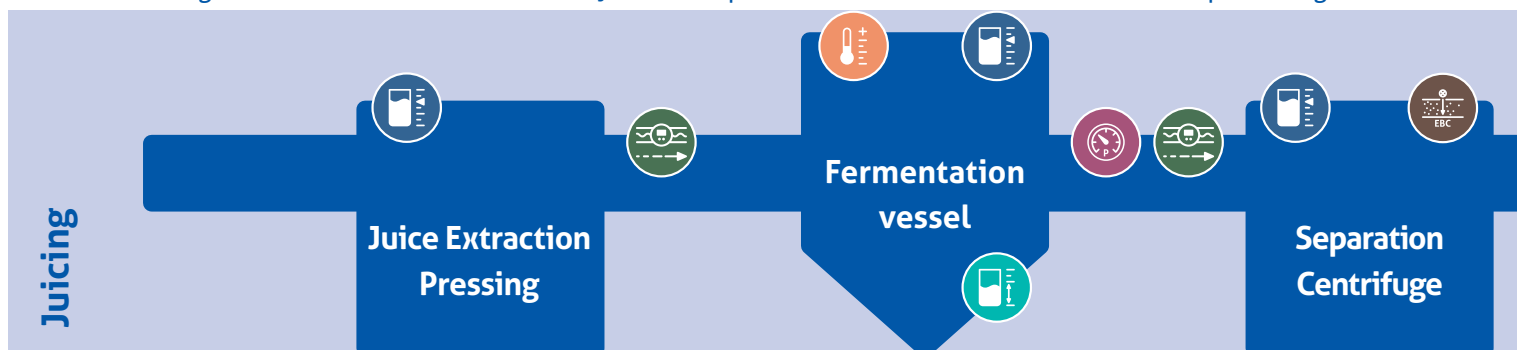 Juicing
Juice Extraction
Pressing
Fermentation
vessel
P
Separation
Centrifuge
EBC